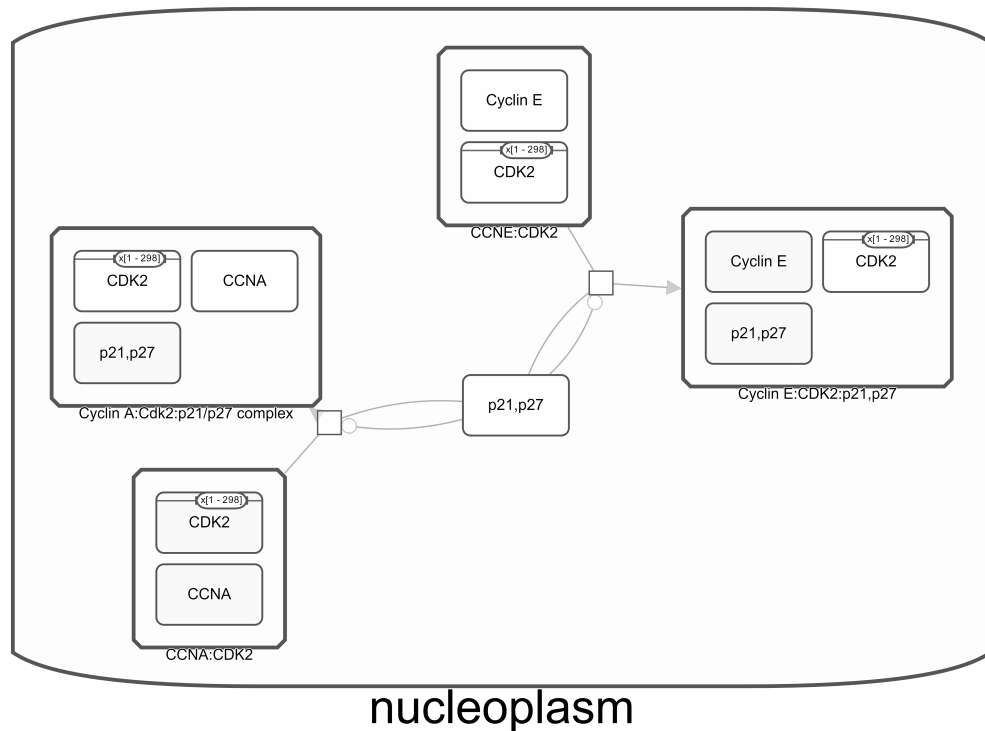 Cyclin E
x[1 - 298]
CDK2
CCNE:CDK2
x[1 - 298]
CDK2
CCNA
p21,p27
Cyclin A:Cdk2:p21/p27 complex
Cyclin E
x[1 - 298]
CDK2
p21,p27
Cyclin E:CDK2:p21,p27
p21,p27
x[1 - 298]
CDK2
CCNA
CCNA:CDK2
nucleoplasm